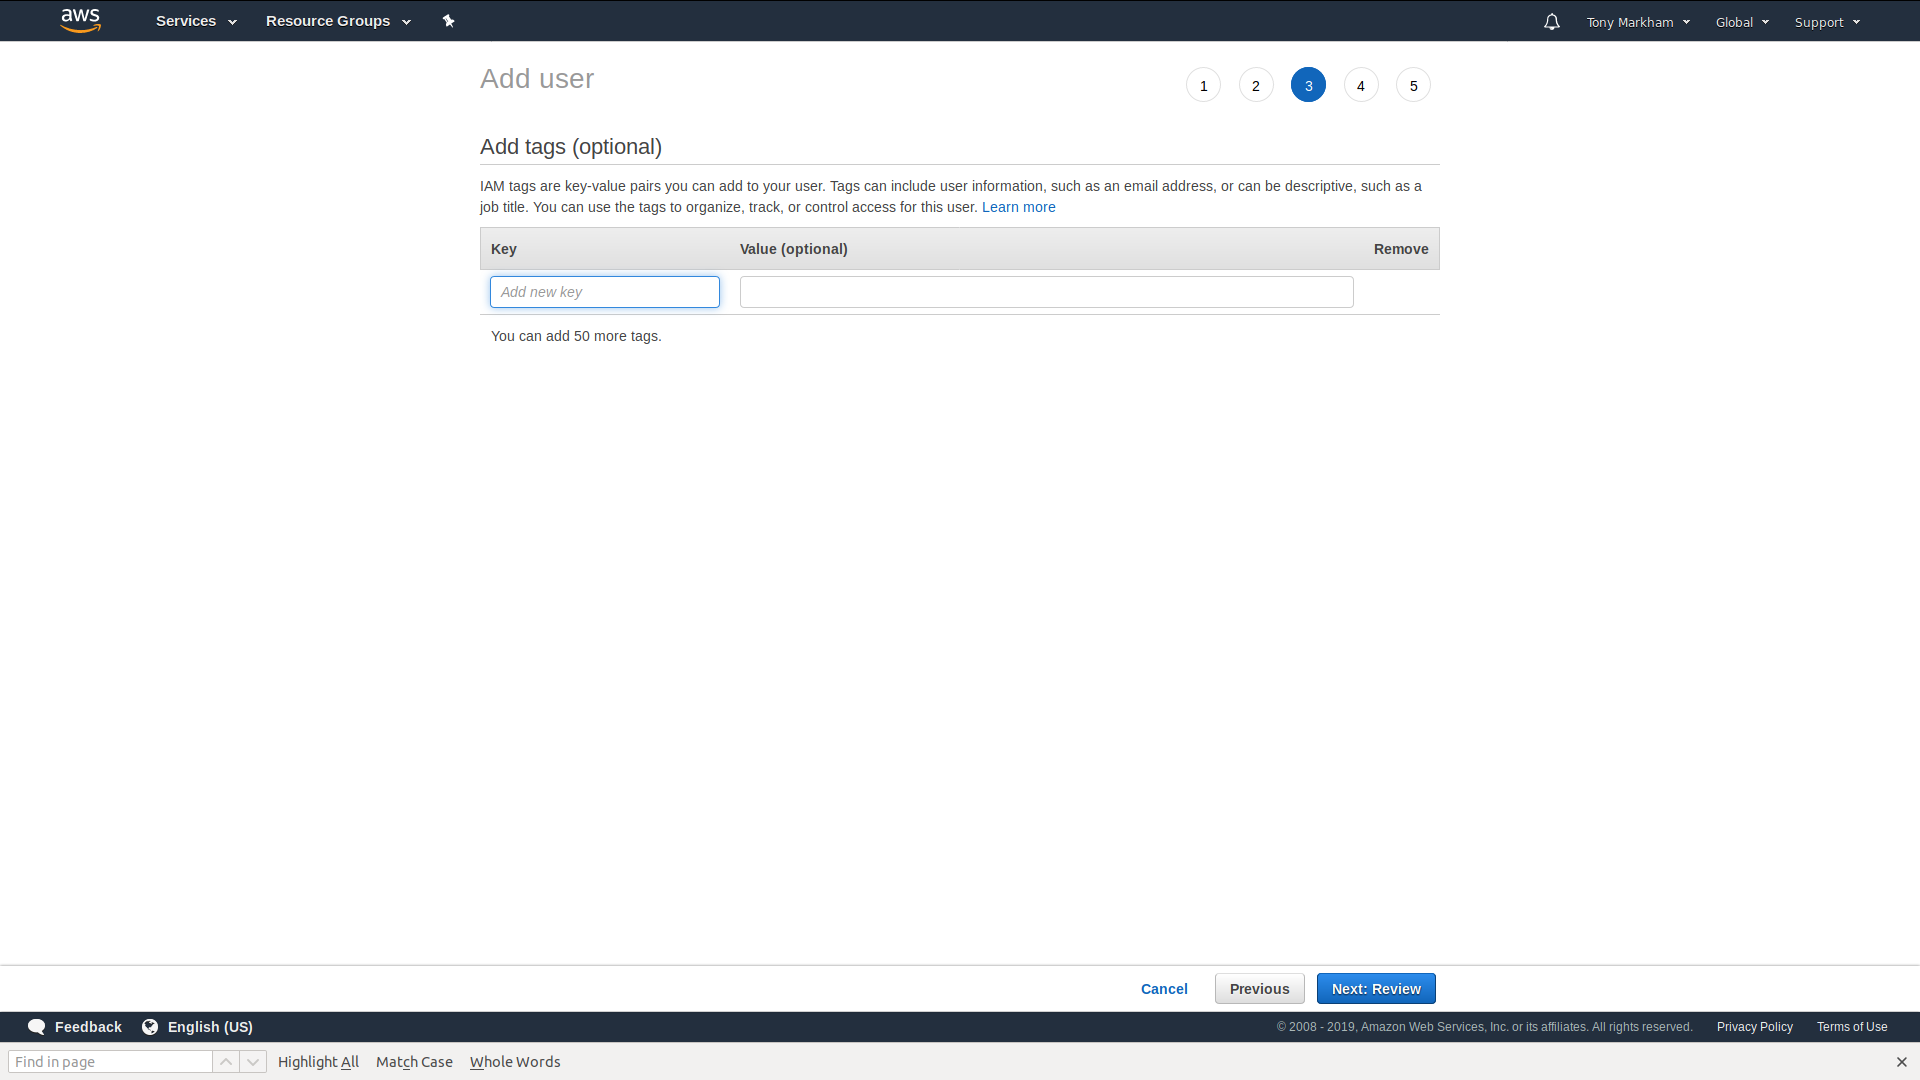 aws Services Resource Groups Tony Markham Global Support
Add user 1 2 3 4 5
Add tags (optional)
IAM tags are key-value pairs you can add to your user. Tags can include user information, such as an email address, or can be descriptive, such as a
job title. You can use the tags to organize, track, or control access for this user. Learn more
Key Value (optional) Remove
Add new key
You can add 50 more tags.
Cancel Previous Next: Review
Feedback English (US) © 2008 - 2019, Amazon Web Services, Inc. or its affiliates. All rights reserved. Privacy Policy Terms of Use
Find in page Highlight All Match Case Whole Words